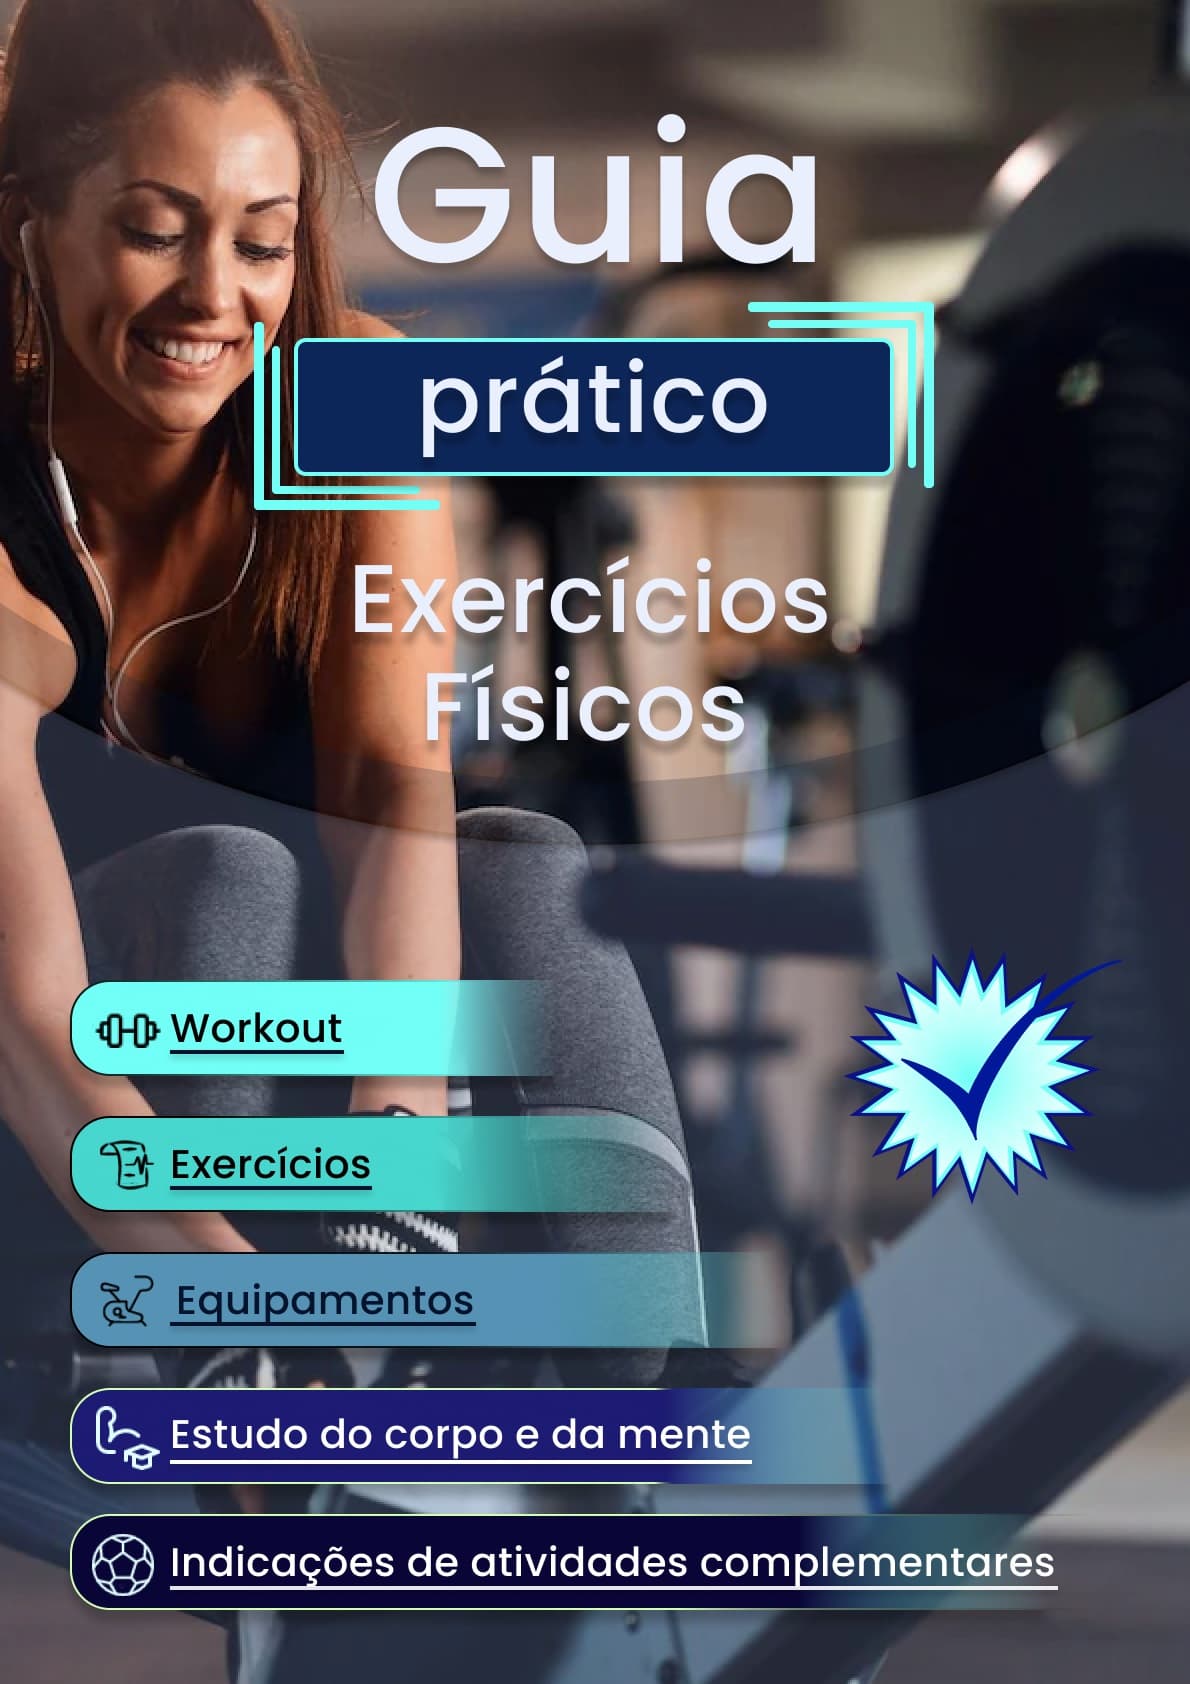 Guia
prático
Exercícios
Físicos
Workout
Exercícios
Equipamentos
Estudo do corpo e da mente
Indicações de atividades complementares